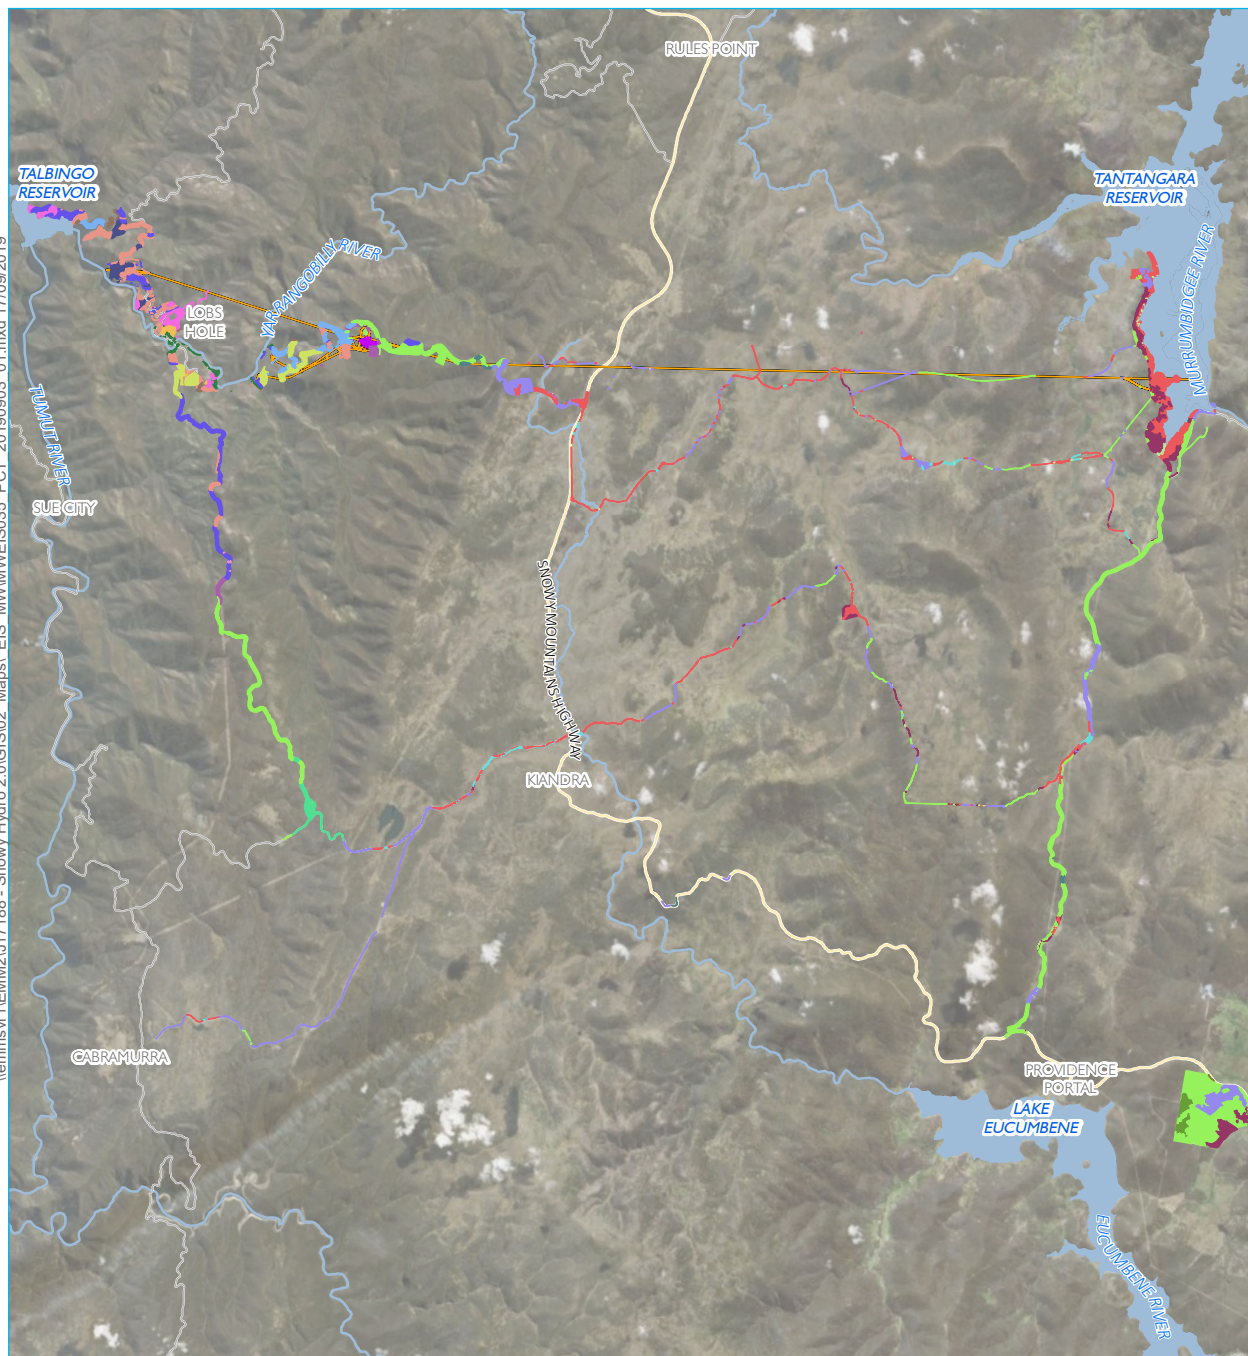 RULES POINT
TALBINGO
RESERVOIR
TANTANGARA
RESERVOIR
YARRANGOBILLY RIVER
MURRUMBIDGEE RIVER
LOBS
HOLE
TUMUT RIVER
SUE CITY
SNOWY MOUNTAINS HIGHWAY
KIANDRA
CABRAMURRA
PROVIDENCE
PORTAL
LAKE
EUCUMBENE
EUCUMBENE RIVER